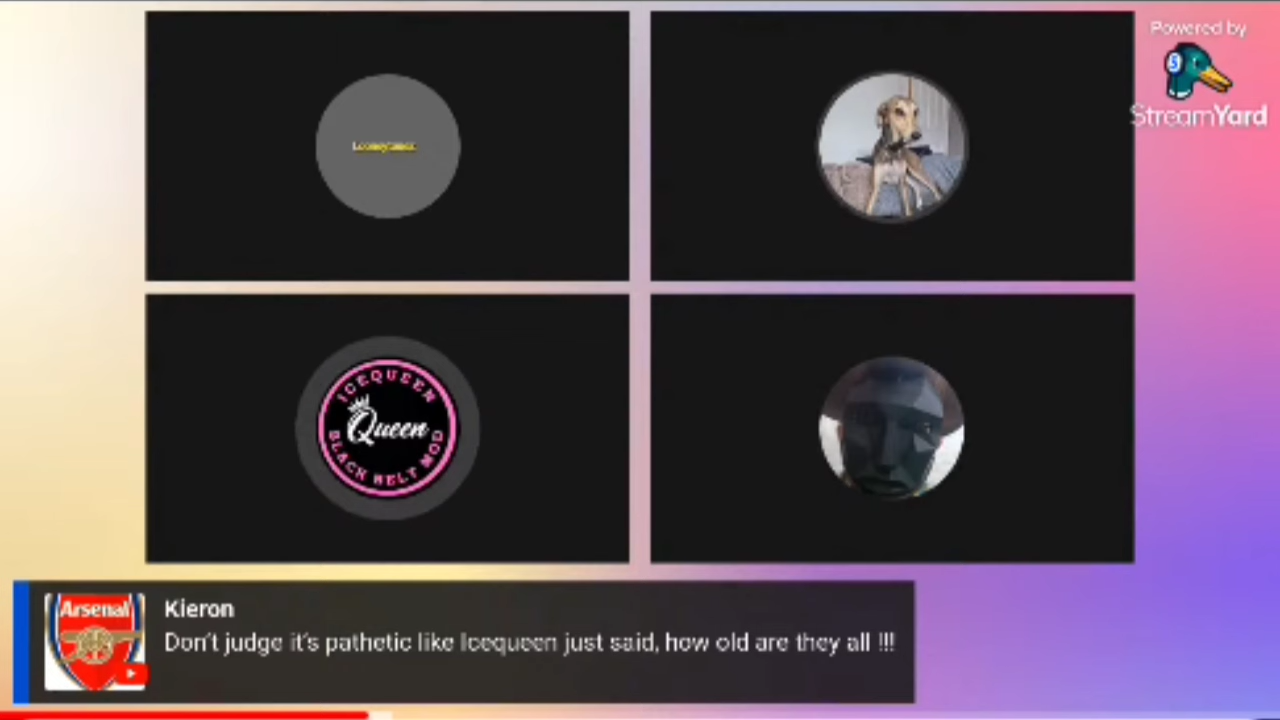 Powered by
StreamYard
Looneytunes
ICEQUEEN
Queen
BLACK BELT MOD
Arsenal
Kieron
Don't judge it's pathetic like Icequeen just said, how old are they all !!!